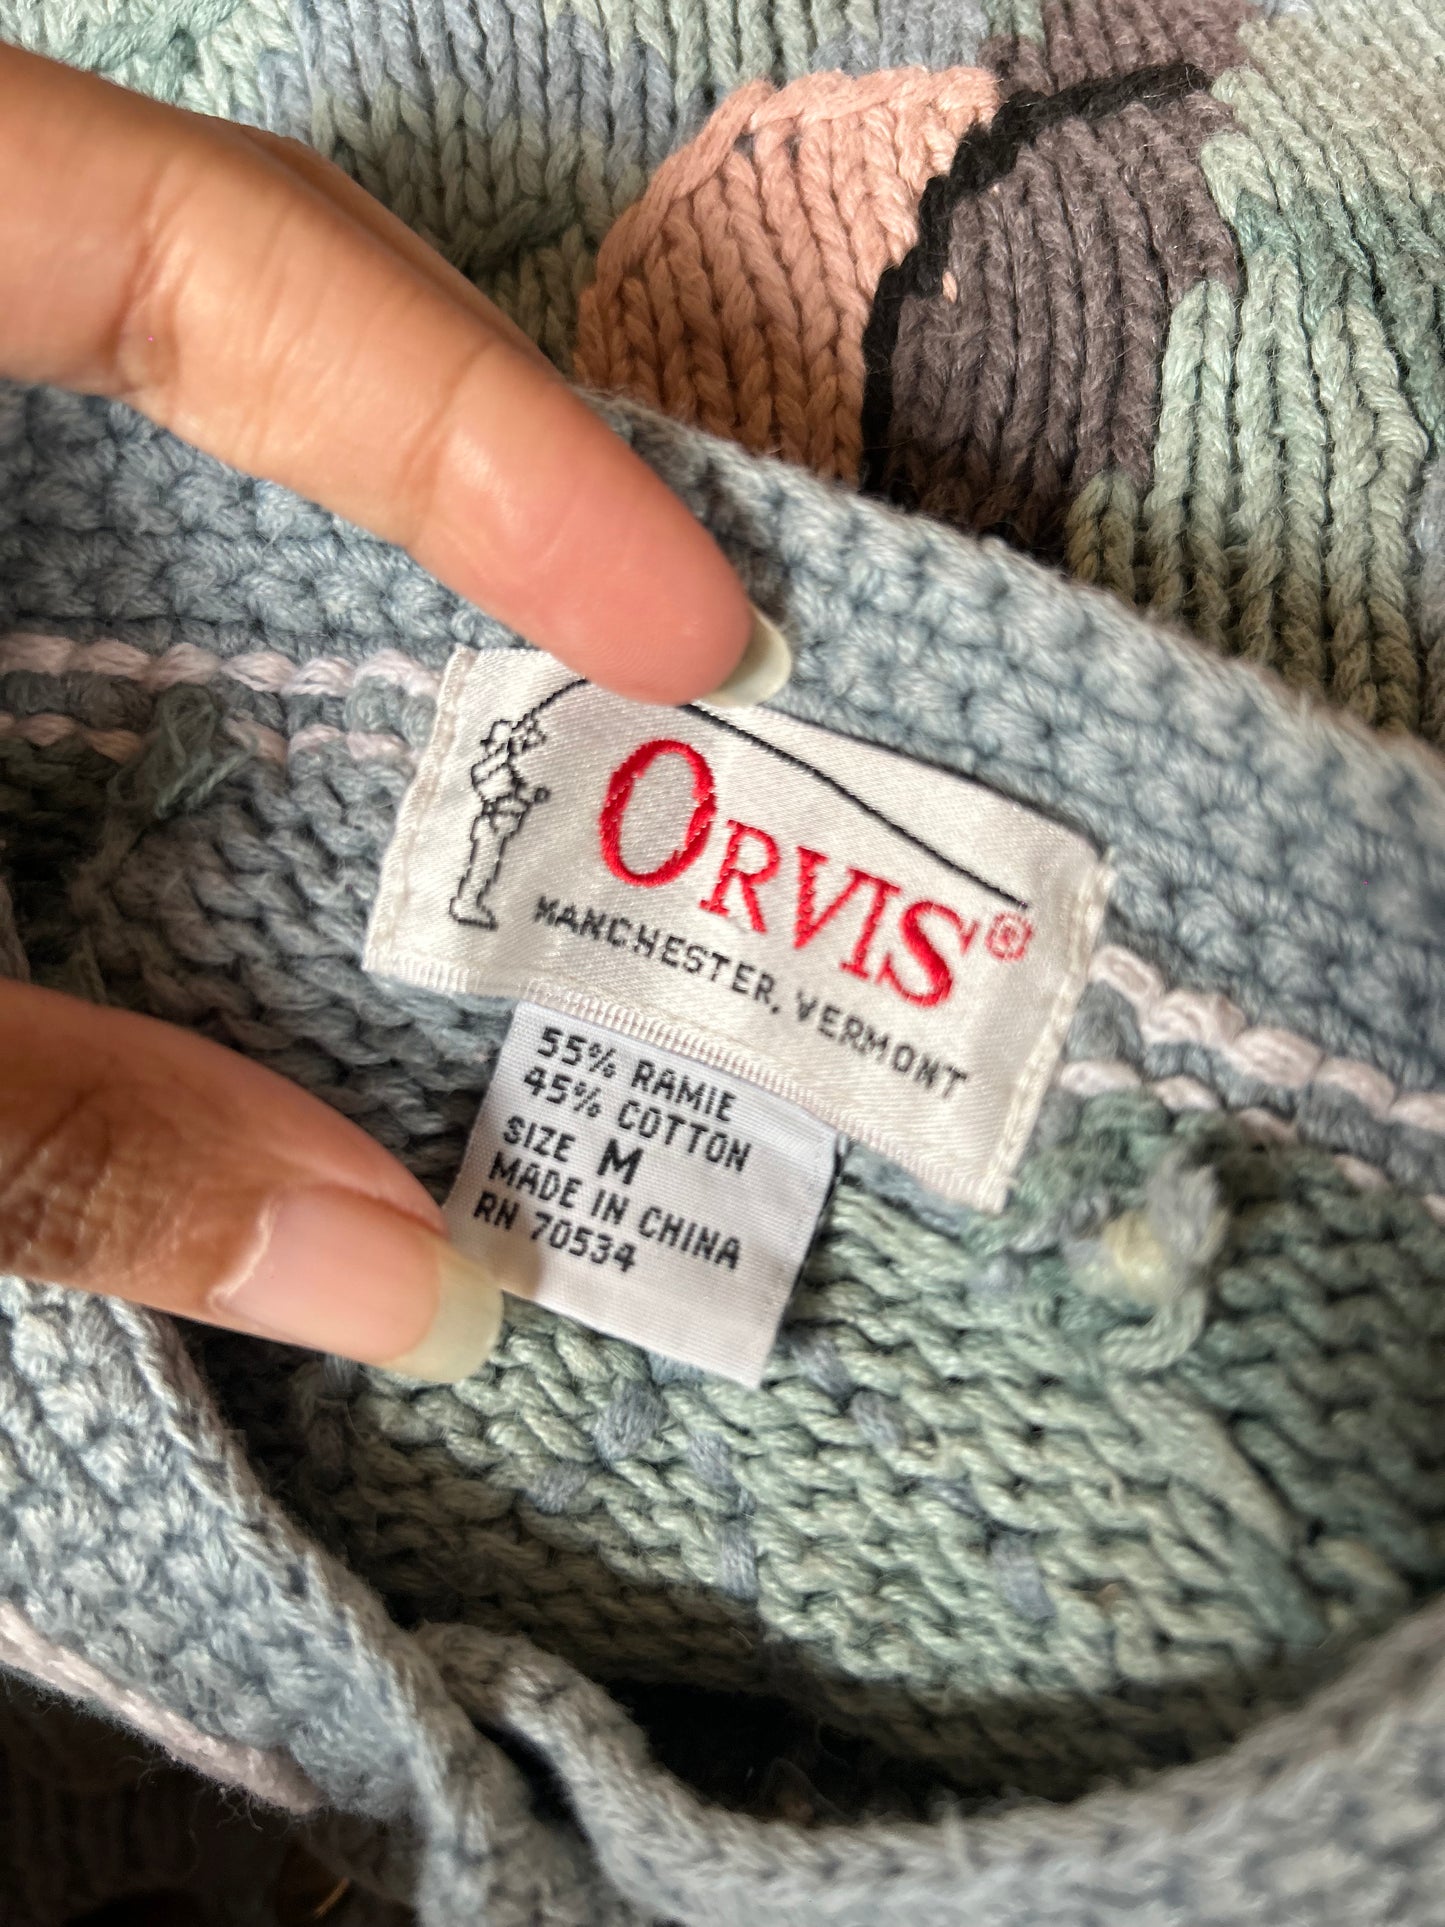 ORVIS®
MANCHESTER, VERMONT
55% RAMIE
45% COTTON
SIZE M
MADE IN CHINA
RN 70534